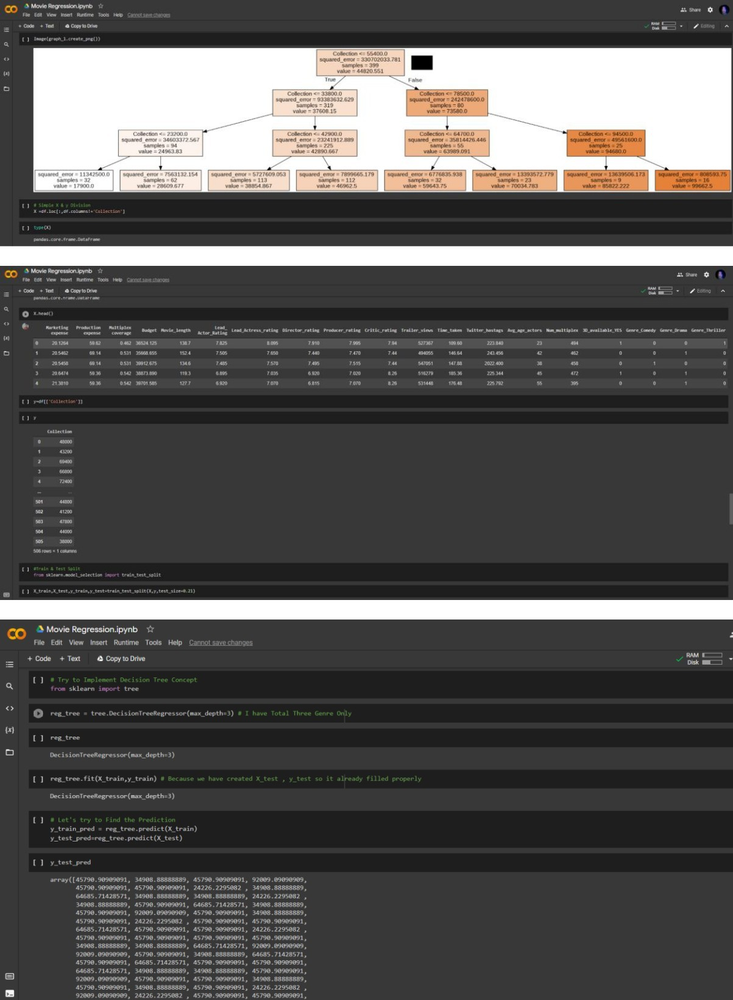 Movie Regression.ipynb
Share
File Edit View Insert Runtime Tools Help Cannot save changes
+ Code + Text Copy to Drive
RAM
Disk
Editing
[ ] Image(graph_1.create_png())
Collection <= 55400.0
squared_error = 330702033.781
samples = 399
value = 44820.551
True
False
Collection <= 33800.0
squared_error = 93383632.629
samples = 319
value = 37608.15
Collection <= 78500.0
squared_error = 242478600.0
samples = 80
value = 73580.0
Collection <= 23200.0
squared_error = 34603372.567
samples = 94
value = 24963.83
Collection <= 42900.0
squared_error = 23241912.889
samples = 225
value = 42890.667
Collection <= 64700.0
squared_error = 35814426.446
samples = 55
value = 63989.091
Collection <= 94500.0
squared_error = 49561600.0
samples = 25
value = 94680.0
squared_error = 11342500.0
samples = 32
value = 17900.0
squared_error = 7563132.154
samples = 62
value = 28609.677
squared_error = 5727609.053
samples = 113
value = 38854.867
squared_error = 7899665.179
samples = 112
value = 46962.5
squared_error = 6776835.938
samples = 32
value = 59643.75
squared_error = 13393572.779
samples = 23
value = 70034.783
squared_error = 13639506.173
samples = 9
value = 85822.222
squared_error = 808593.75
samples = 16
value = 99662.5
[ ] # Simple X & y Division
X =df.loc[:,df.columns!='Collection']
[ ] type(X)
pandas.core.frame.DataFrame
Movie Regression.ipynb
Share
File Edit View Insert Runtime Tools Help Cannot save changes
+ Code + Text Copy to Drive
RAM
Disk
Editing
pandas.core.frame.DataFrame
X.head()
Marketing expense Production expense Multiplex coverage Budget Movie_length Lead_ Actor_Rating Lead_Actress_rating Director_rating Producer_rating Critic_rating Trailer_views Time_taken Twitter_hastags Avg_age_actors Num_multiplex 3D_available_YES Genre_Comedy Genre_Drama Genre_Thriller
0 20.1264 59.62 0.462 36524.125 138.7 7.825 8.095 7.910 7.995 7.94 527367 109.60 223.840 23 494 1 0 0 1
1 20.5462 69.14 0.531 35668.655 152.4 7.505 7.650 7.440 7.470 7.44 494055 146.64 243.456 42 462 0 0 1 0
2 20.5458 69.14 0.531 39912.675 134.6 7.485 7.570 7.495 7.515 7.44 547051 147.88 2022.400 38 458 0 1 0 0
3 20.6474 59.36 0.542 38873.890 119.3 6.895 7.035 6.920 7.020 8.26 516279 185.36 225.344 45 472 1 0 1 0
4 21.3810 59.36 0.542 39701.585 127.7 6.920 7.070 6.815 7.070 8.26 531448 176.48 225.792 55 395 0 0 1 0
[ ] y=df[['Collection']]
[ ] y
Collection
0 48000
1 43200
2 69400
3 66800
4 72400
... ...
501 44800
502 41200
503 47800
504 44000
505 38000
506 rows × 1 columns
[ ] #Train & Test Split
from sklearn.model_selection import train_test_split
[ ] X_train,X_test,y_train,y_test=train_test_split(X,y,test_size=0.21)
Movie Regression.ipynb
File Edit View Insert Runtime Tools Help Cannot save changes
+ Code + Text Copy to Drive
RAM
Disk
[ ] # Try to Implement Decision Tree Concept
from sklearn import tree
reg_tree = tree.DecisionTreeRegressor(max_depth=3) # I have Total Three Genre Only
[ ] reg_tree
DecisionTreeRegressor(max_depth=3)
[ ] reg_tree.fit(X_train,y_train) # Because we have created X_test , y_test so it already filled properly
DecisionTreeRegressor(max_depth=3)
[ ] # Let's try to Find the Prediction
y_train_pred = reg_tree.predict(X_train)
y_test_pred=reg_tree.predict(X_test)
[ ] y_test_pred
array([45790.90909091, 34908.88888889, 45790.90909091, 92009.09090909,
45790.90909091, 45790.90909091, 24226.2295082 , 34908.88888889,
64685.71428571, 34908.88888889, 34908.88888889, 24226.2295082 ,
34908.88888889, 45790.90909091, 64685.71428571, 34908.88888889,
45790.90909091, 92009.09090909, 45790.90909091, 34908.88888889,
45790.90909091, 24226.2295082 , 45790.90909091, 45790.90909091,
64685.71428571, 45790.90909091, 45790.90909091, 24226.2295082 ,
45790.90909091, 45790.90909091, 45790.90909091, 45790.90909091,
34908.88888889, 34908.88888889, 64685.71428571, 92009.09090909,
92009.09090909, 45790.90909091, 34908.88888889, 64685.71428571,
45790.90909091, 64685.71428571, 45790.90909091, 45790.90909091,
64685.71428571, 34908.88888889, 34908.88888889, 45790.90909091,
92009.09090909, 45790.90909091, 45790.90909091, 34908.88888889,
45790.90909091, 34908.88888889, 45790.90909091, 24226.2295082 ,
92009.09090909, 24226.2295082 , 45790.90909091, 45790.90909091,